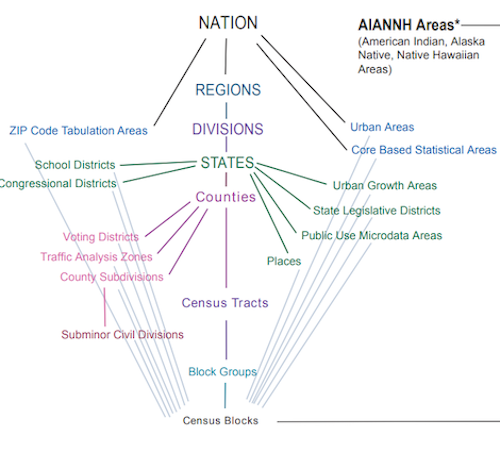 NATION
AIANNH Areas*
(American Indian, Alaska
Native, Native Hawaiian
Areas)
REGIONS
ZIP Code Tabulation Areas
DIVISIONS
Urban Areas
Core Based Statistical Areas
School Districts
STATES
Congressional Districts
Urban Growth Areas
Counties
State Legislative Districts
Voting Districts
Public Use Microdata Areas
Traffic Analysis Zones
Places
County Subdivisions
Census Tracts
Subminor Civil Divisions
Block Groups
Census Blocks